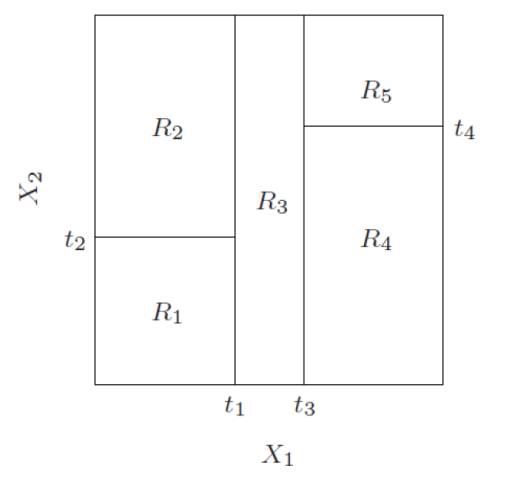 R₅
R₂
t₄
X₂
R₃
t₂
R₄
R₁
t₁
t₃
X₁